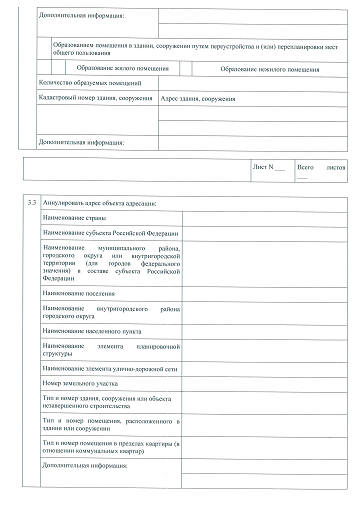 Дополнительная информация:
Образованием помещения в здании, сооружении путем переустройства и (или) перепланировки мест
общего пользования
Образование жилого помещения
Образование нежилого помещения
Количество образуемых помещений
Кадастровый номер здания, сооружения
Адрес здания, сооружения
Дополнительная информация:
Лист N ___
Всего листов
___
3.3
Аннулировать адрес объекта адресации:
Наименование страны
Наименование субъекта Российской Федерации
Наименование муниципального района,
городского округа или внутригородской
территории (для городов федерального
значения) в составе субъекта Российской
Федерации
Наименование поселения
Наименование внутригородского района
городского округа
Наименование населенного пункта
Наименование элемента планировочной
структуры
Наименование элемента улично-дорожной сети
Номер земельного участка
Тип и номер здания, сооружения или объекта
незавершенного строительства
Тип и номер помещения, расположенного в
здании или сооружении
Тип и номер помещения в пределах квартиры (в
отношении коммунальных квартир)
Дополнительная информация: